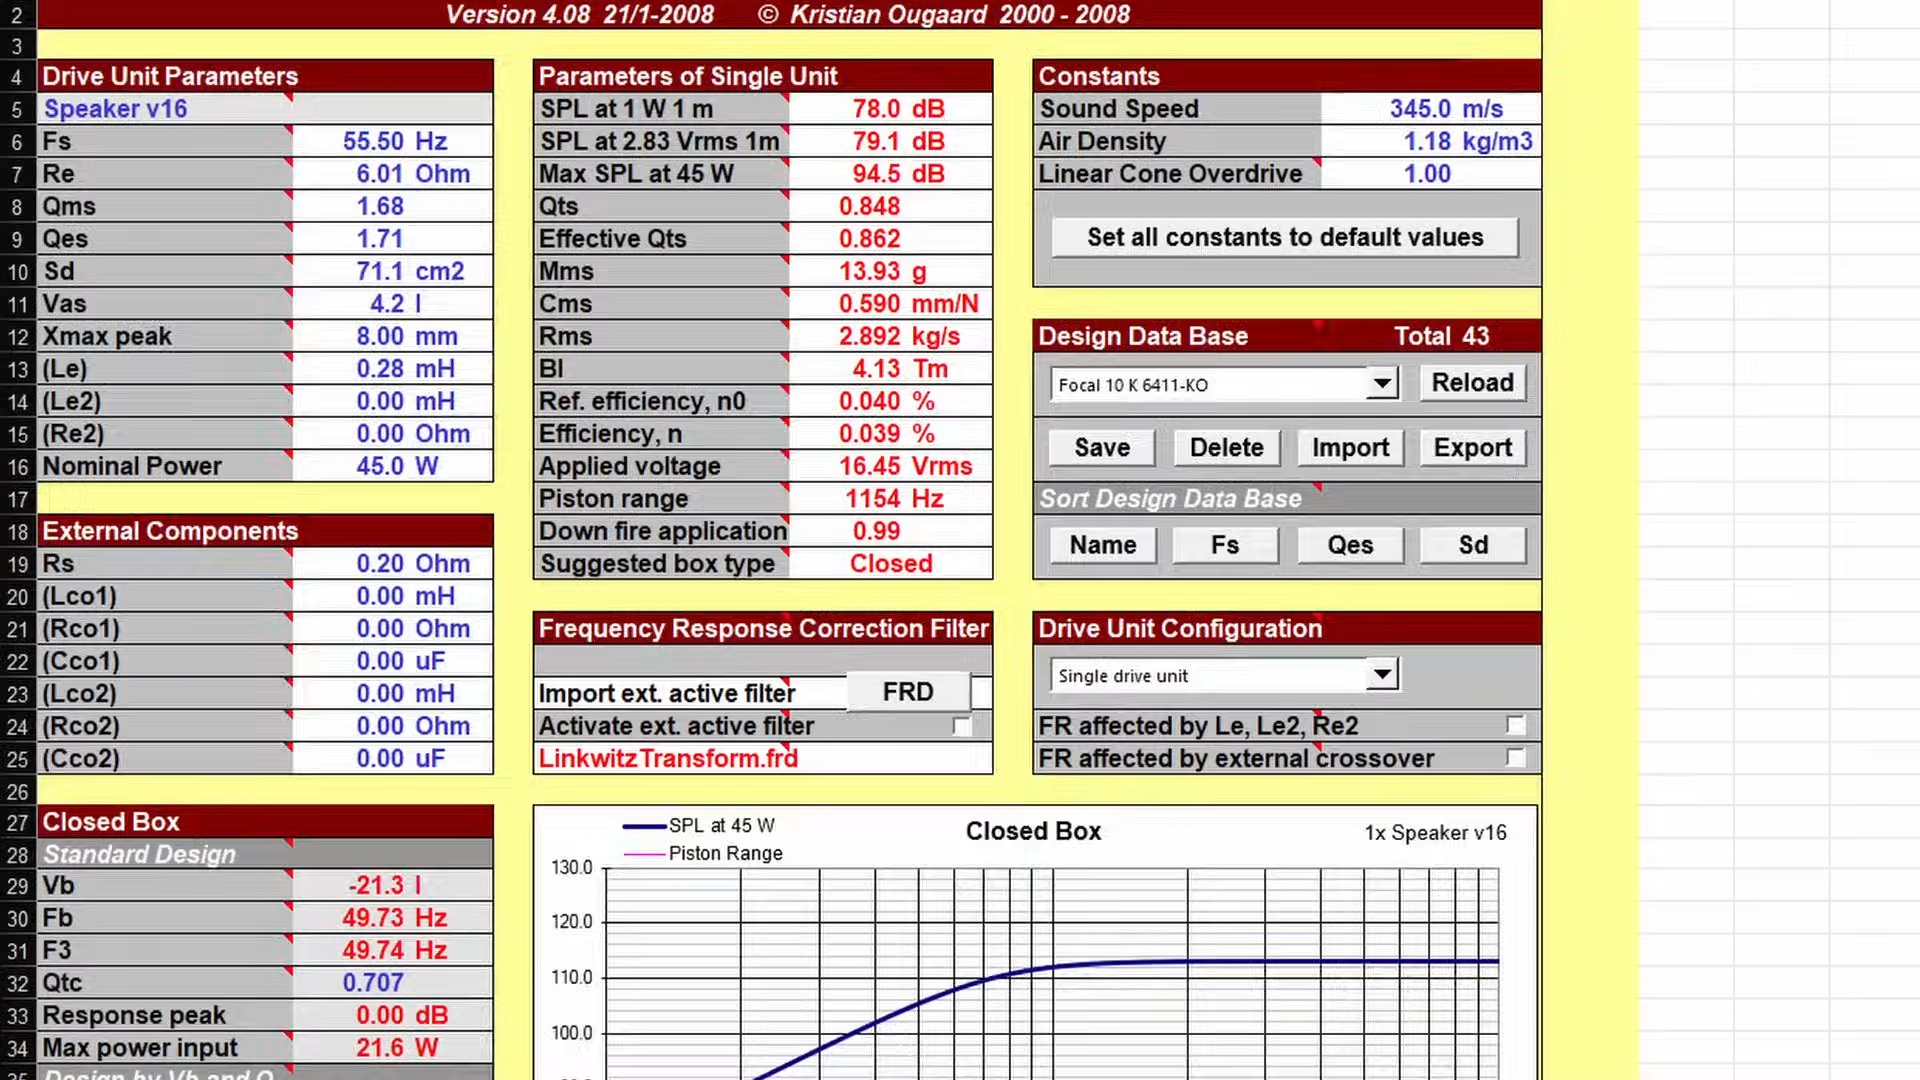 2
Version 4.08 21/1-2008 © Kristian Ougaard 2000 - 2008
3
4 Drive Unit Parameters
5 Speaker v16
6 Fs 55.50 Hz
7 Re 6.01 Ohm
8 Qms 1.68
9 Qes 1.71
10 Sd 71.1 cm2
11 Vas 4.2 l
12 Xmax peak 8.00 mm
13 (Le) 0.28 mH
14 (Le2) 0.00 mH
15 (Re2) 0.00 Ohm
16 Nominal Power 45.0 W
17
18 External Components
19 Rs 0.20 Ohm
20 (Lco1) 0.00 mH
21 (Rco1) 0.00 Ohm
22 (Cco1) 0.00 uF
23 (Lco2) 0.00 mH
24 (Rco2) 0.00 Ohm
25 (Cco2) 0.00 uF
26
27 Closed Box
28 Standard Design
29 Vb -21.3 l
30 Fb 49.73 Hz
31 F3 49.74 Hz
32 Qtc 0.707
33 Response peak 0.00 dB
34 Max power input 21.6 W
35 Design by Vb and Q
Parameters of Single Unit
SPL at 1 W 1 m 78.0 dB
SPL at 2.83 Vrms 1m 79.1 dB
Max SPL at 45 W 94.5 dB
Qts 0.848
Effective Qts 0.862
Mms 13.93 g
Cms 0.590 mm/N
Rms 2.892 kg/s
Bl 4.13 Tm
Ref. efficiency, n0 0.040 %
Efficiency, n 0.039 %
Applied voltage 16.45 Vrms
Piston range 1154 Hz
Down fire application 0.99
Suggested box type Closed
Frequency Response Correction Filter
Import ext. active filter FRD
Activate ext. active filter
LinkwitzTransform.frd
Constants
Sound Speed 345.0 m/s
Air Density 1.18 kg/m3
Linear Cone Overdrive 1.00
Set all constants to default values
Design Data Base Total 43
Focal 10 K 6411-KO Reload
Save Delete Import Export
Sort Design Data Base
Name Fs Qes Sd
Drive Unit Configuration
Single drive unit
FR affected by Le, Le2, Re2
FR affected by external crossover
SPL at 45 W
Piston Range
Closed Box
1x Speaker v16
130.0
120.0
110.0
100.0